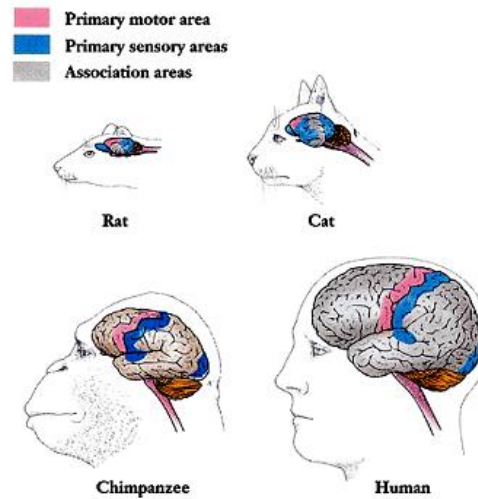 Primary motor area
Primary sensory areas
Association areas
Rat
Cat
Chimpanzee
Human